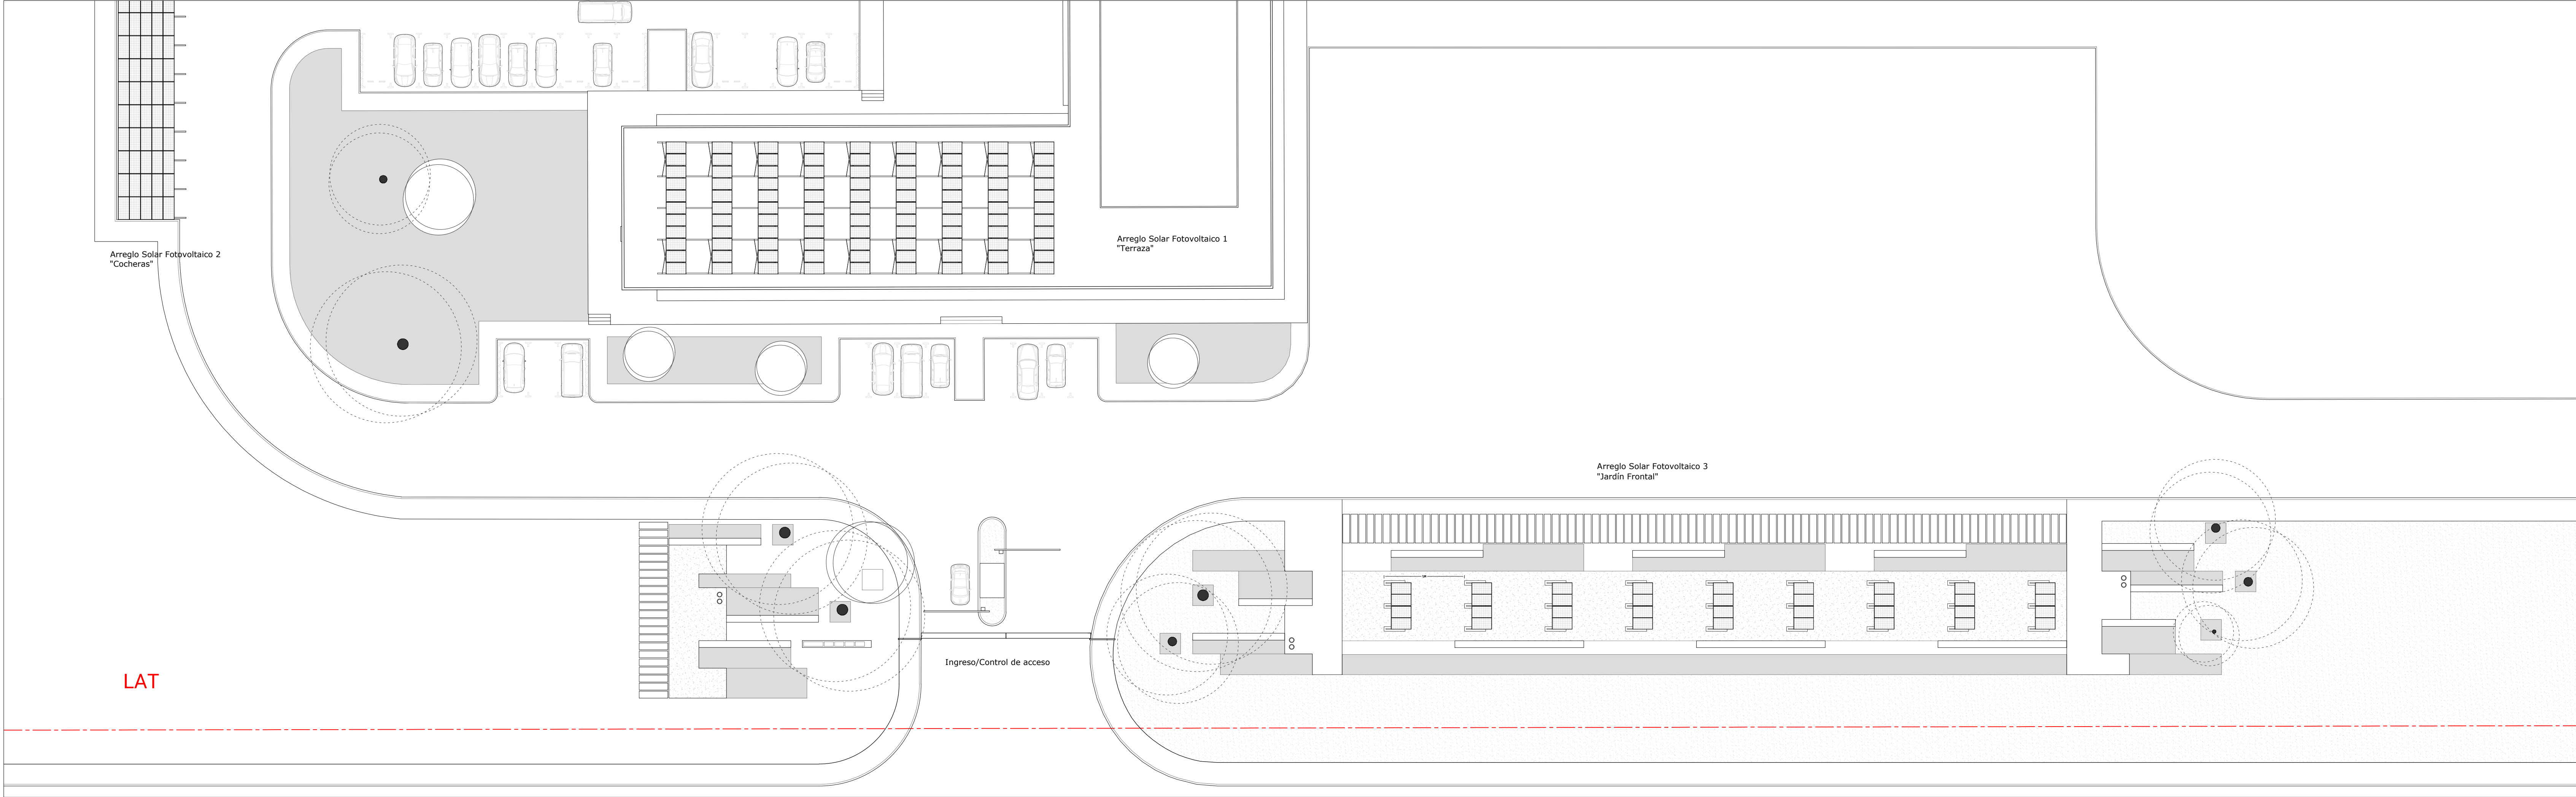 Arreglo Solar Fotovoltaico 1
"Terraza"
Arreglo Solar Fotovoltaico 2
"Cocheras"
Arreglo Solar Fotovoltaico 3
"Jardín Frontal"
Ingreso/Control de acceso
LAT